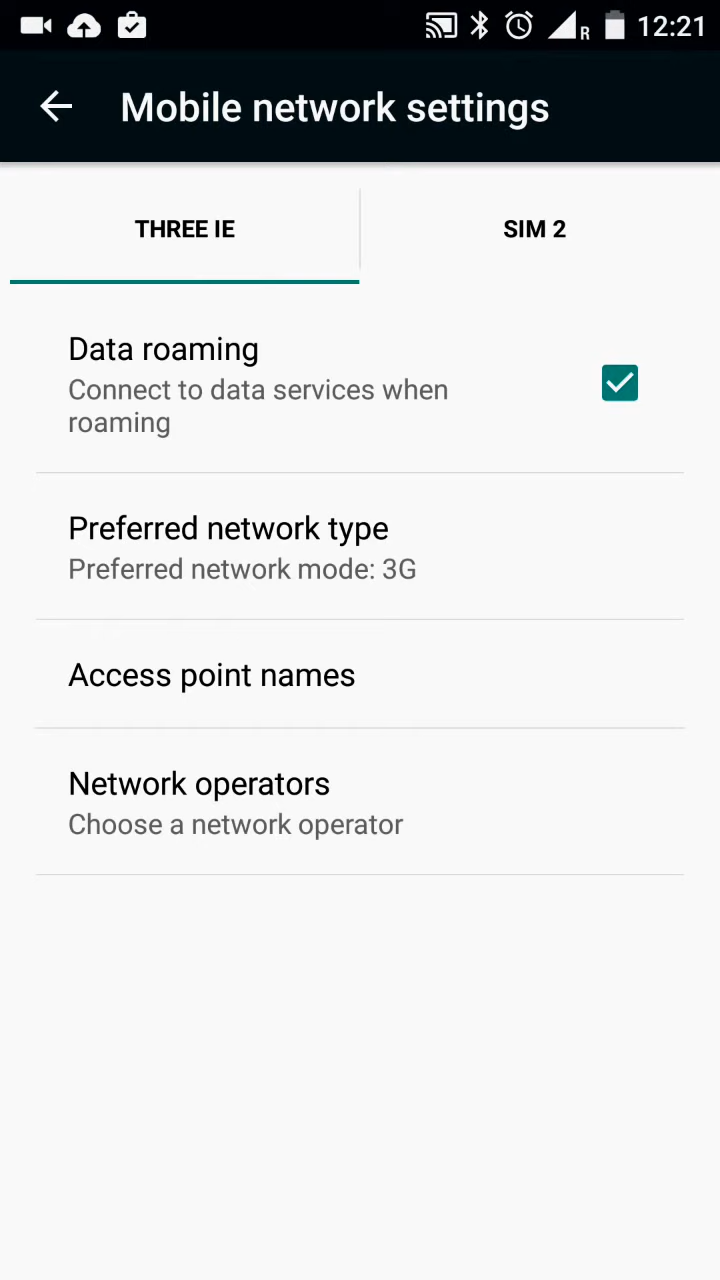 R 12:21
Mobile network settings
THREE IE
SIM 2
Data roaming
Connect to data services when
roaming
Preferred network type
Preferred network mode: 3G
Access point names
Network operators
Choose a network operator